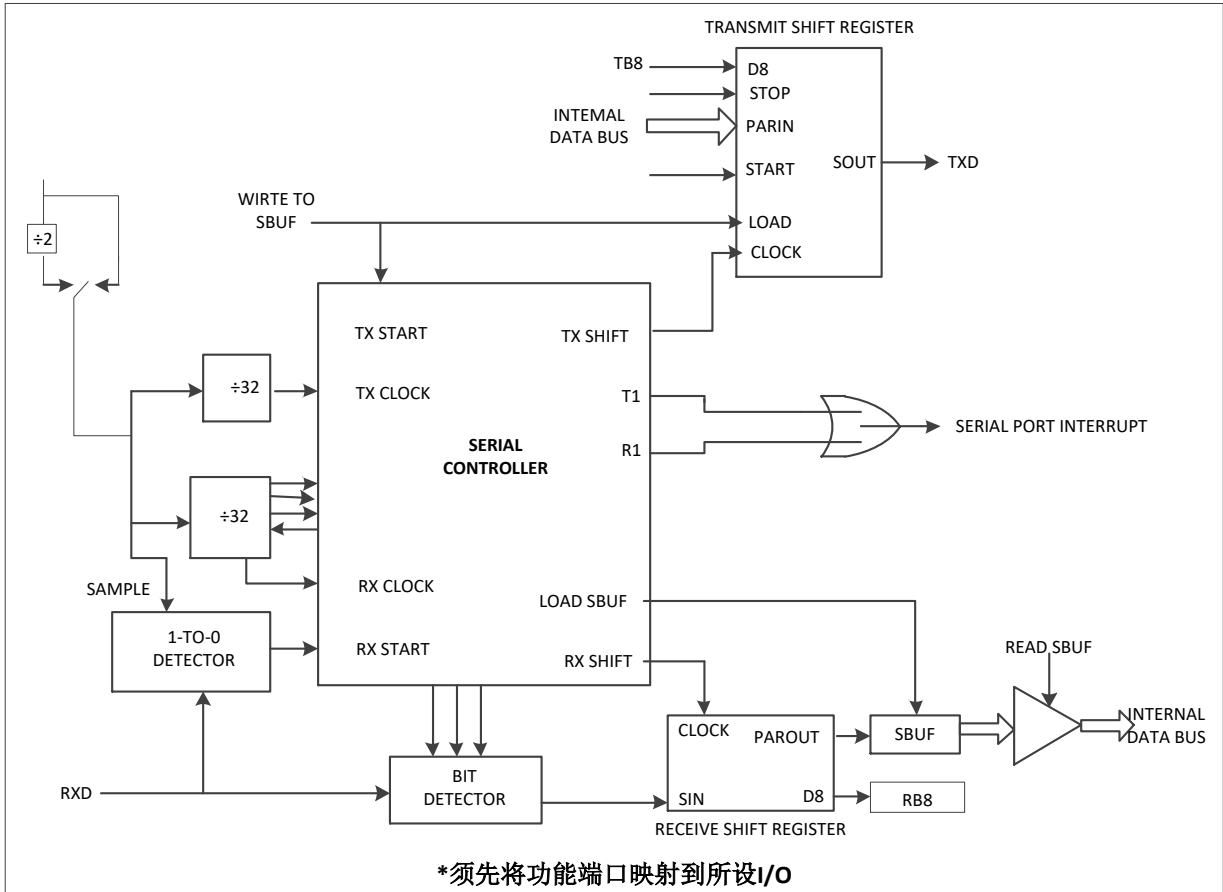 TRANSMIT SHIFT REGISTER
TB8
D8
STOP
INTEMAL
DATA BUS
PARIN
START
SOUT
TXD
WIRTE TO
SBUF
LOAD
CLOCK
÷2
TX START
TX SHIFT
÷32
TX CLOCK
T1
SERIAL PORT INTERRUPT
R1
SERIAL
CONTROLLER
÷32
RX CLOCK
SAMPLE
LOAD SBUF
1-TO-0
DETECTOR
RX START
RX SHIFT
READ SBUF
CLOCK
PAROUT
SBUF
INTERNAL
DATA BUS
RXD
BIT
DETECTOR
SIN
D8
RB8
RECEIVE SHIFT REGISTER
*须先将功能端口映射到所设I/O